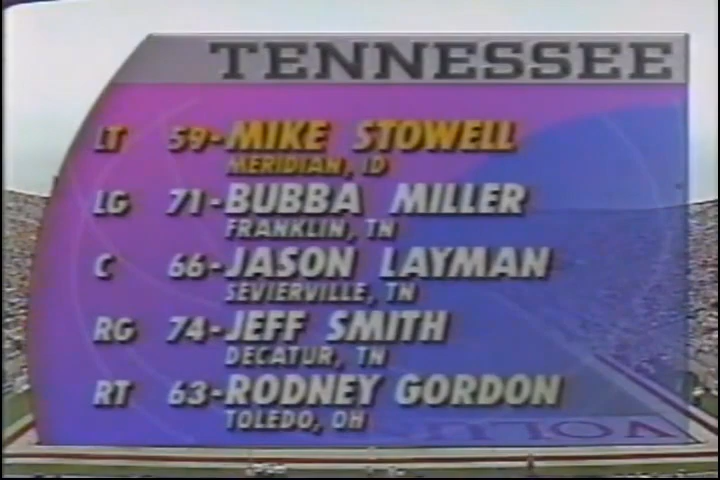 TENNESSEE
LT 59-MIKE STOWELL
MERIDIAN, ID
LG 71-BUBBA MILLER
FRANKLIN, TN
C 66-JASON LAYMAN
SEVIERVILLE, TN
RG 74-JEFF SMITH
DECATUR, TN
RT 63-RODNEY GORDON
TOLEDO, OH
VOLU